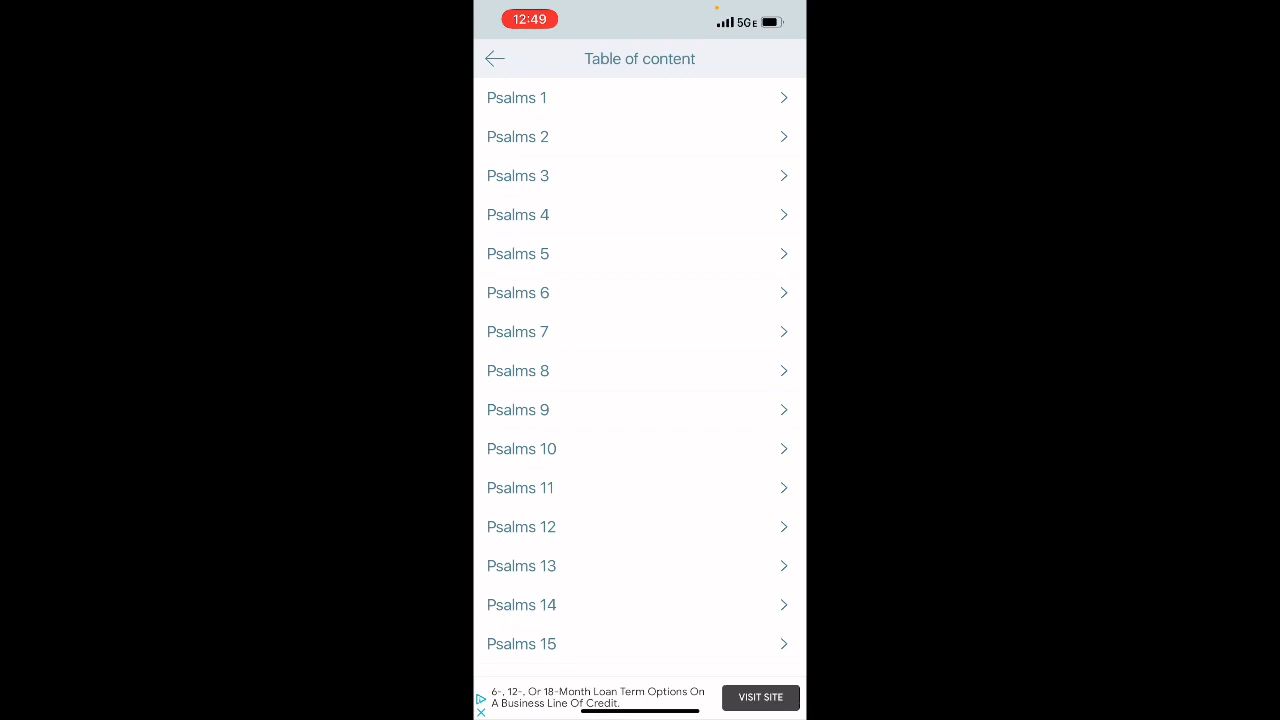 12:49
5GE
Table of content
Psalms 1
Psalms 2
Psalms 3
Psalms 4
Psalms 5
Psalms 6
Psalms 7
Psalms 8
Psalms 9
Psalms 10
Psalms 11
Psalms 12
Psalms 13
Psalms 14
Psalms 15
6-, 12-, Or 18-Month Loan Term Options On
A Business Line Of Credit.
VISIT SITE